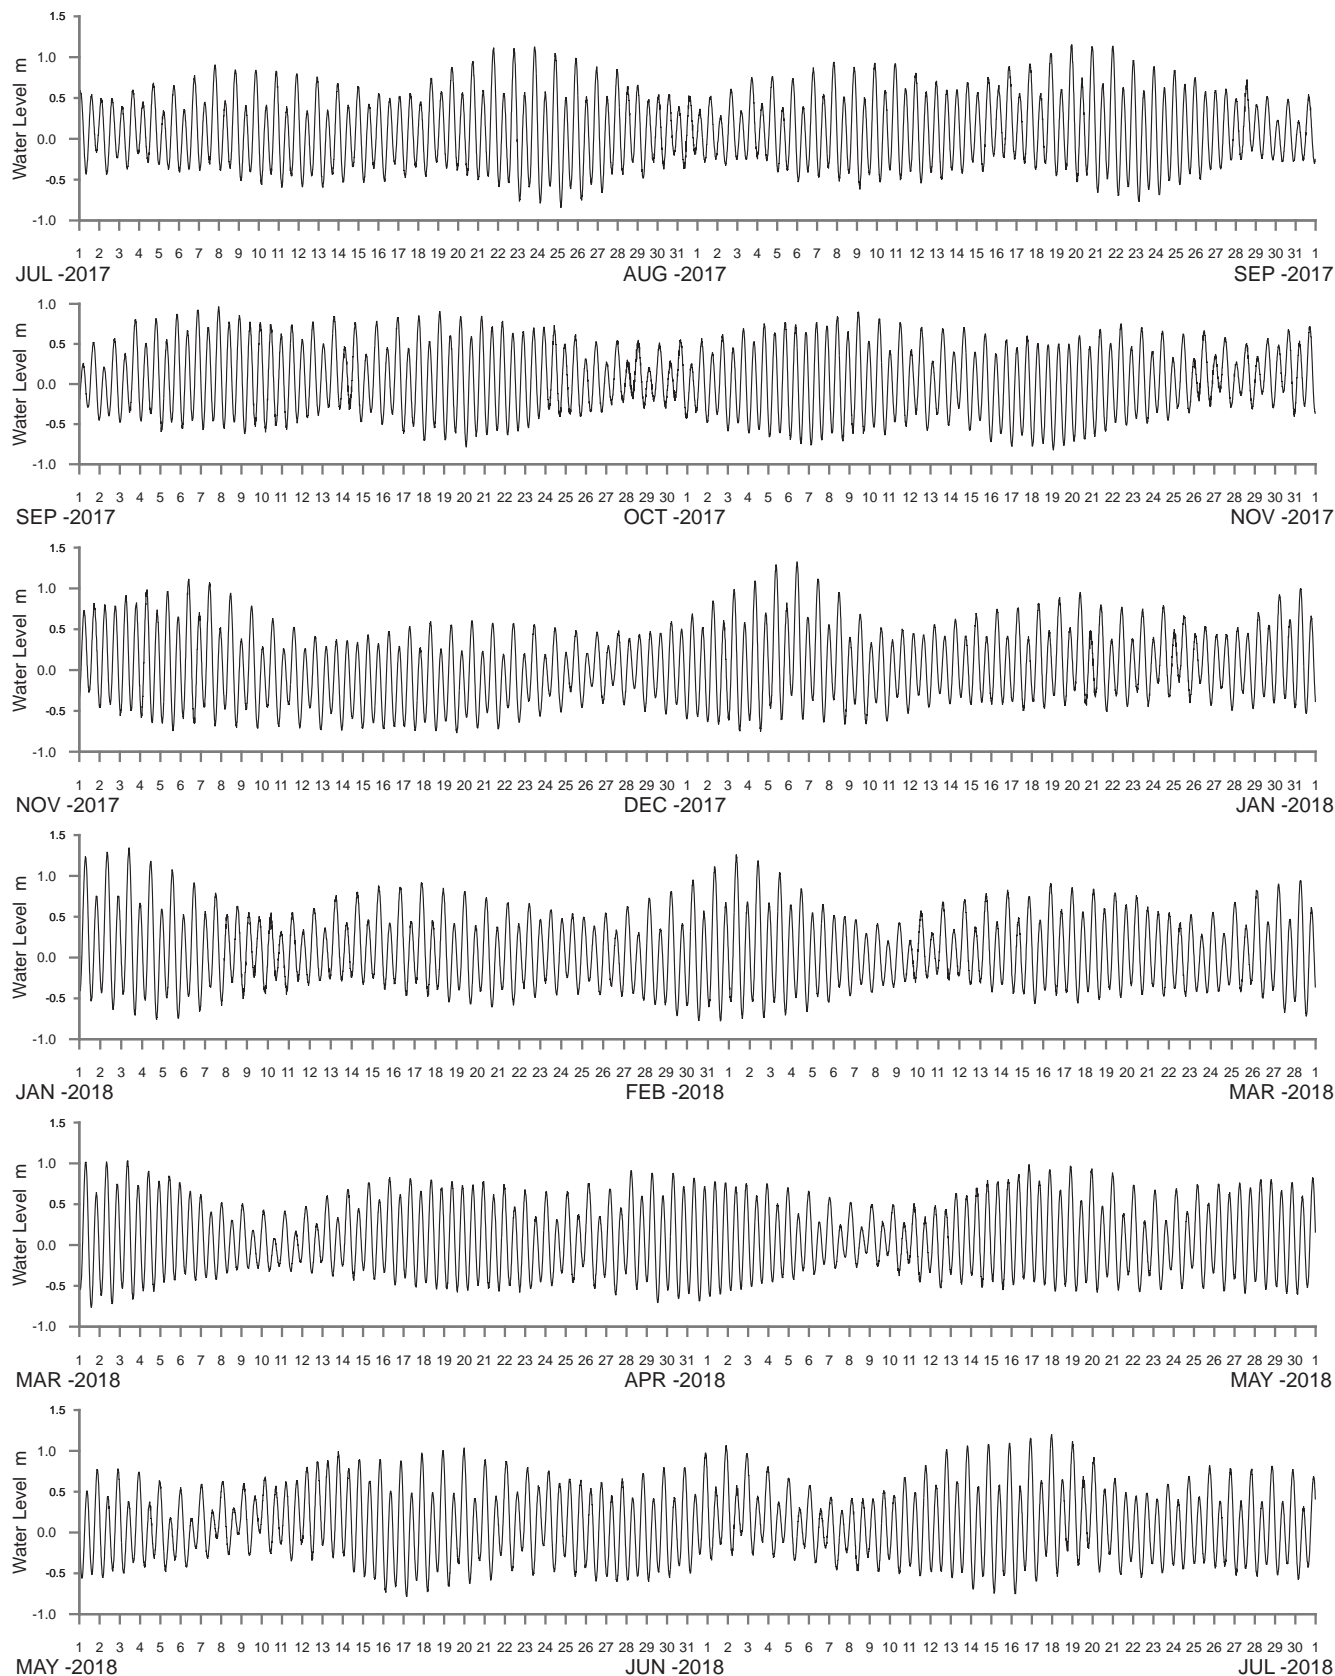 1.5
1.0
0.5
0.0
-0.5
-1.0
Water Level m
1 2 3 4 5 6 7 8 9 10 11 12 13 14 15 16 17 18 19 20 21 22 23 24 25 26 27 28 29 30 31 1 2 3 4 5 6 7 8 9 10 11 12 13 14 15 16 17 18 19 20 21 22 23 24 25 26 27 28 29 30 31 1
JUL -2017 AUG -2017 SEP -2017
1.0
0.5
0.0
-0.5
-1.0
Water Level m
1 2 3 4 5 6 7 8 9 10 11 12 13 14 15 16 17 18 19 20 21 22 23 24 25 26 27 28 29 30 1 2 3 4 5 6 7 8 9 10 11 12 13 14 15 16 17 18 19 20 21 22 23 24 25 26 27 28 29 30 31 1
SEP -2017 OCT -2017 NOV -2017
1.5
1.0
0.5
0.0
-0.5
-1.0
Water Level m
1 2 3 4 5 6 7 8 9 10 11 12 13 14 15 16 17 18 19 20 21 22 23 24 25 26 27 28 29 30 1 2 3 4 5 6 7 8 9 10 11 12 13 14 15 16 17 18 19 20 21 22 23 24 25 26 27 28 29 30 31 1
NOV -2017 DEC -2017 JAN -2018
1.5
1.0
0.5
0.0
-0.5
-1.0
Water Level m
1 2 3 4 5 6 7 8 9 10 11 12 13 14 15 16 17 18 19 20 21 22 23 24 25 26 27 28 29 30 31 1 2 3 4 5 6 7 8 9 10 11 12 13 14 15 16 17 18 19 20 21 22 23 24 25 26 27 28 1
JAN -2018 FEB -2018 MAR -2018
1.5
1.0
0.5
0.0
-0.5
-1.0
Water Level m
1 2 3 4 5 6 7 8 9 10 11 12 13 14 15 16 17 18 19 20 21 22 23 24 25 26 27 28 29 30 31 1 2 3 4 5 6 7 8 9 10 11 12 13 14 15 16 17 18 19 20 21 22 23 24 25 26 27 28 29 30 1
MAR -2018 APR -2018 MAY -2018
1.5
1.0
0.5
0.0
-0.5
-1.0
Water Level m
1 2 3 4 5 6 7 8 9 10 11 12 13 14 15 16 17 18 19 20 21 22 23 24 25 26 27 28 29 30 31 1 2 3 4 5 6 7 8 9 10 11 12 13 14 15 16 17 18 19 20 21 22 23 24 25 26 27 28 29 30 1
MAY -2018 JUN -2018 JUL -2018